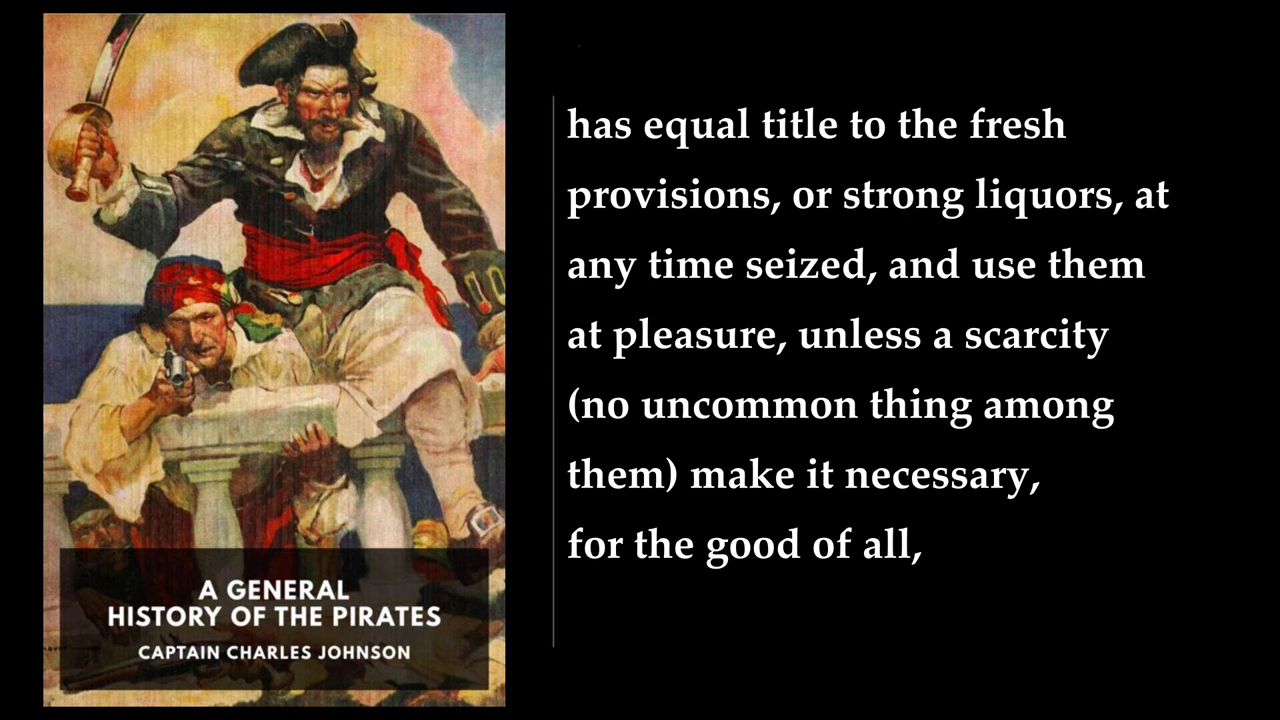 has equal title to the fresh
provisions, or strong liquors, at
any time seized, and use them
at pleasure, unless a scarcity
(no uncommon thing among
them) make it necessary,
for the good of all,
A GENERAL
HISTORY OF THE PIRATES
CAPTAIN CHARLES JOHNSON